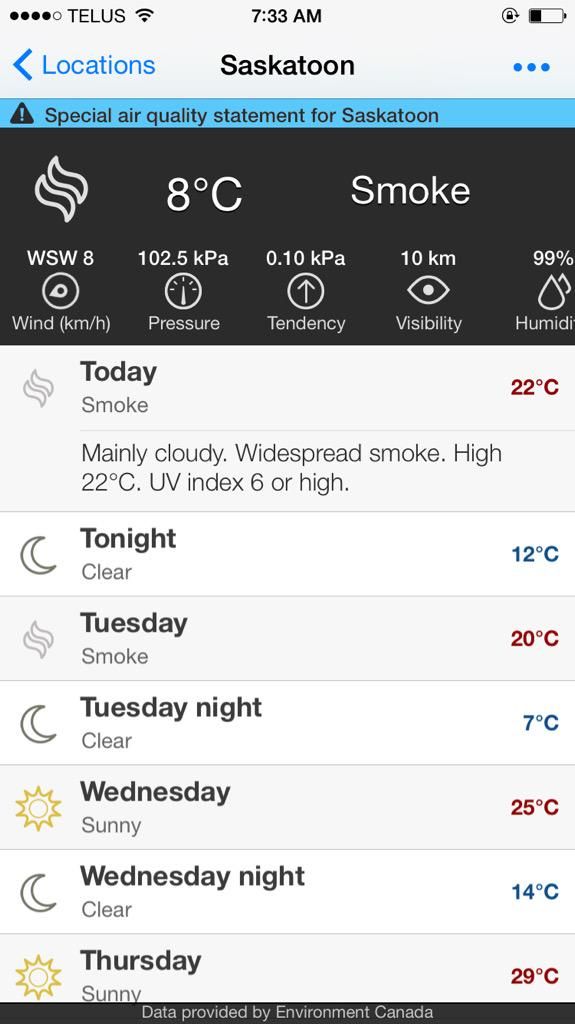 TELUS 7:33 AM
Locations Saskatoon
Special air quality statement for Saskatoon
8°C Smoke
WSW 8 102.5 kPa 0.10 kPa 10 km 99%
Wind (km/h) Pressure Tendency Visibility Humidi
Today
22°C
Smoke
Mainly cloudy. Widespread smoke. High
22°C. UV index 6 or high.
Tonight
12°C
Clear
Tuesday
20°C
Smoke
Tuesday night
7°C
Clear
Wednesday
25°C
Sunny
Wednesday night
14°C
Clear
Thursday
29°C
Sunny
Data provided by Environment Canada